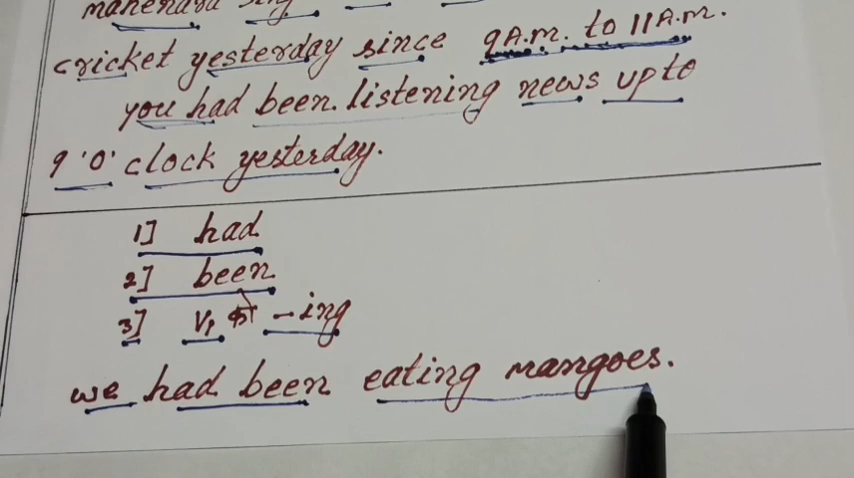 cricket yesterday since 9A.m. to 11A.m.
you had been listening news upto
9 'O' clock yesterday.
1] had
2] been
3] V1 का -ing
we had been eating mangoes.